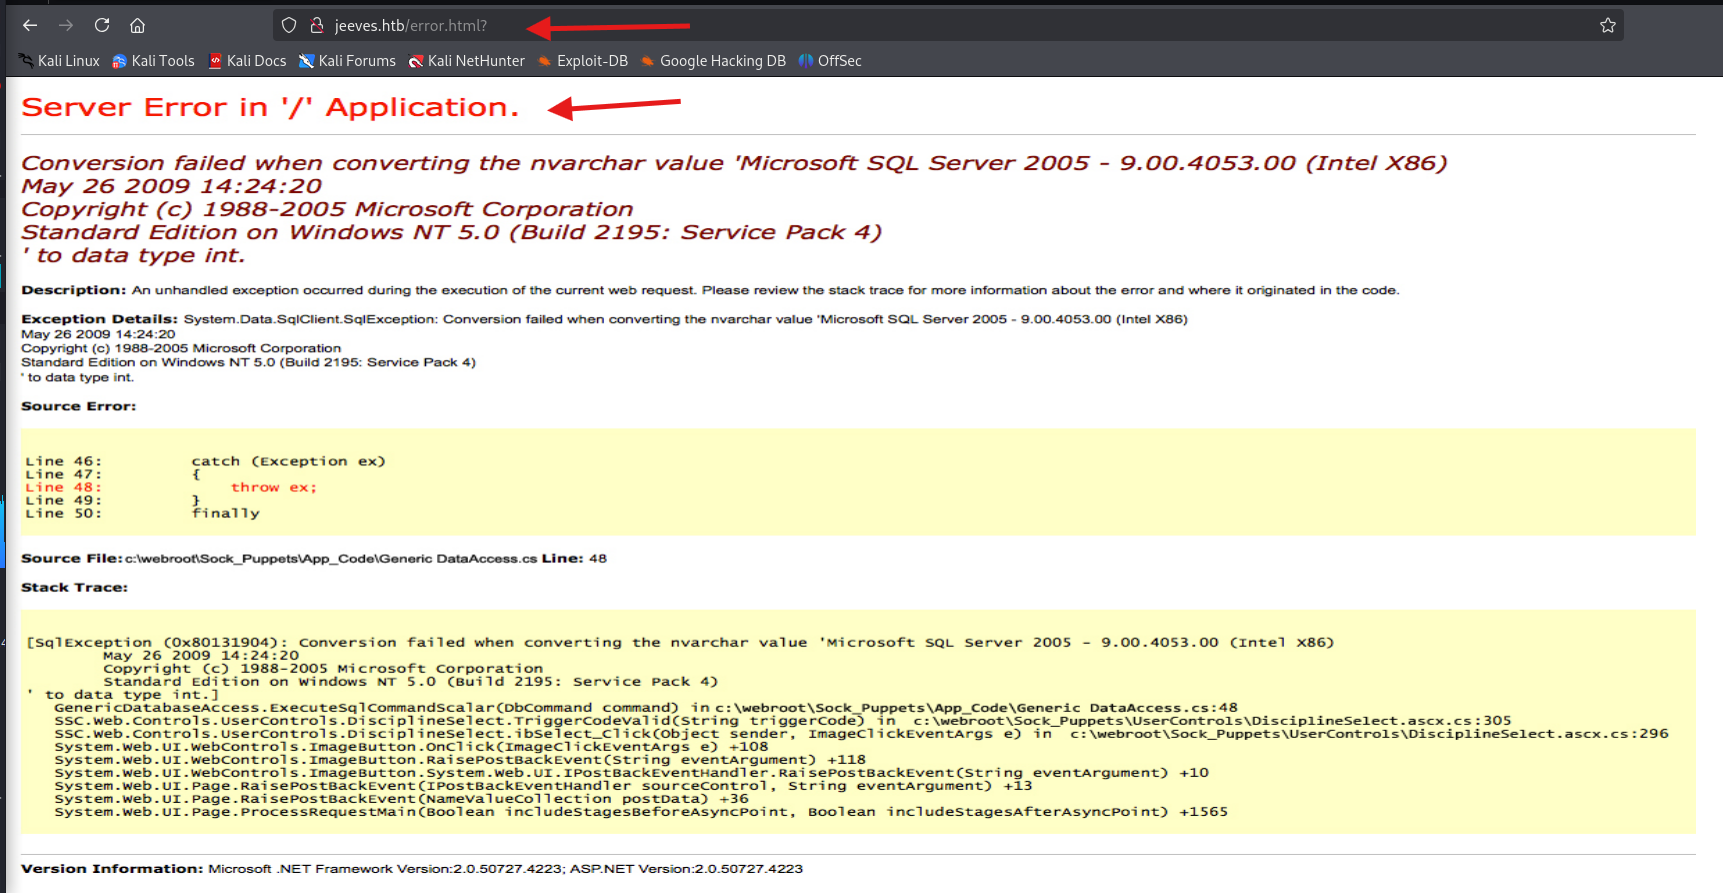 jeeves.htb/error.html?
Kali Linux Kali Tools Kali Docs Kali Forums Kali NetHunter Exploit-DB Google Hacking DB OffSec
Server Error in '/' Application.
Conversion failed when converting the nvarchar value 'Microsoft SQL Server 2005 - 9.00.4053.00 (Intel X86)
May 26 2009 14:24:20
Copyright (c) 1988-2005 Microsoft Corporation
Standard Edition on Windows NT 5.0 (Build 2195: Service Pack 4)
' to data type int.
Description: An unhandled exception occurred during the execution of the current web request. Please review the stack trace for more information about the error and where it originated in the code.
Exception Details: System.Data.SqlClient.SqlException: Conversion failed when converting the nvarchar value 'Microsoft SQL Server 2005 - 9.00.4053.00 (Intel X86)
May 26 2009 14:24:20
Copyright (c) 1988-2005 Microsoft Corporation
Standard Edition on Windows NT 5.0 (Build 2195: Service Pack 4)
' to data type int.
Source Error:
Line 46: catch (Exception ex)
Line 47: {
Line 48: throw ex;
Line 49: }
Line 50: finally
Source File: c:\webroot\Sock_Puppets\App_Code\Generic DataAccess.cs Line: 48
Stack Trace:
[SqlException (0x80131904): Conversion failed when converting the nvarchar value 'Microsoft SQL Server 2005 - 9.00.4053.00 (Intel X86)
May 26 2009 14:24:20
Copyright (c) 1988-2005 Microsoft Corporation
Standard Edition on Windows NT 5.0 (Build 2195: Service Pack 4)
' to data type int.]
GenericDatabaseAccess.ExecuteSqlCommandScalar(DbCommand command) in c:\webroot\Sock_Puppets\App_Code\Generic DataAccess.cs:48
SSC.Web.Controls.UserControls.DisciplineSelect.TriggerCodeValid(String triggerCode) in c:\webroot\Sock_Puppets\UserControls\DisciplineSelect.ascx.cs:305
SSC.Web.Controls.UserControls.DisciplineSelect.ibSelect_Click(Object sender, ImageClickEventArgs e) in c:\webroot\Sock_Puppets\UserControls\DisciplineSelect.ascx.cs:296
System.Web.UI.WebControls.ImageButton.OnClick(ImageClickEventArgs e) +108
System.Web.UI.WebControls.ImageButton.RaisePostBackEvent(String eventArgument) +118
System.Web.UI.WebControls.ImageButton.System.Web.UI.IPostBackEventHandler.RaisePostBackEvent(String eventArgument) +10
System.Web.UI.Page.RaisePostBackEvent(IPostBackEventHandler sourceControl, String eventArgument) +13
System.Web.UI.Page.RaisePostBackEvent(NameValueCollection postData) +36
System.Web.UI.Page.ProcessRequestMain(Boolean includeStagesBeforeAsyncPoint, Boolean includeStagesAfterAsyncPoint) +1565
Version Information: Microsoft .NET Framework Version:2.0.50727.4223; ASP.NET Version:2.0.50727.4223